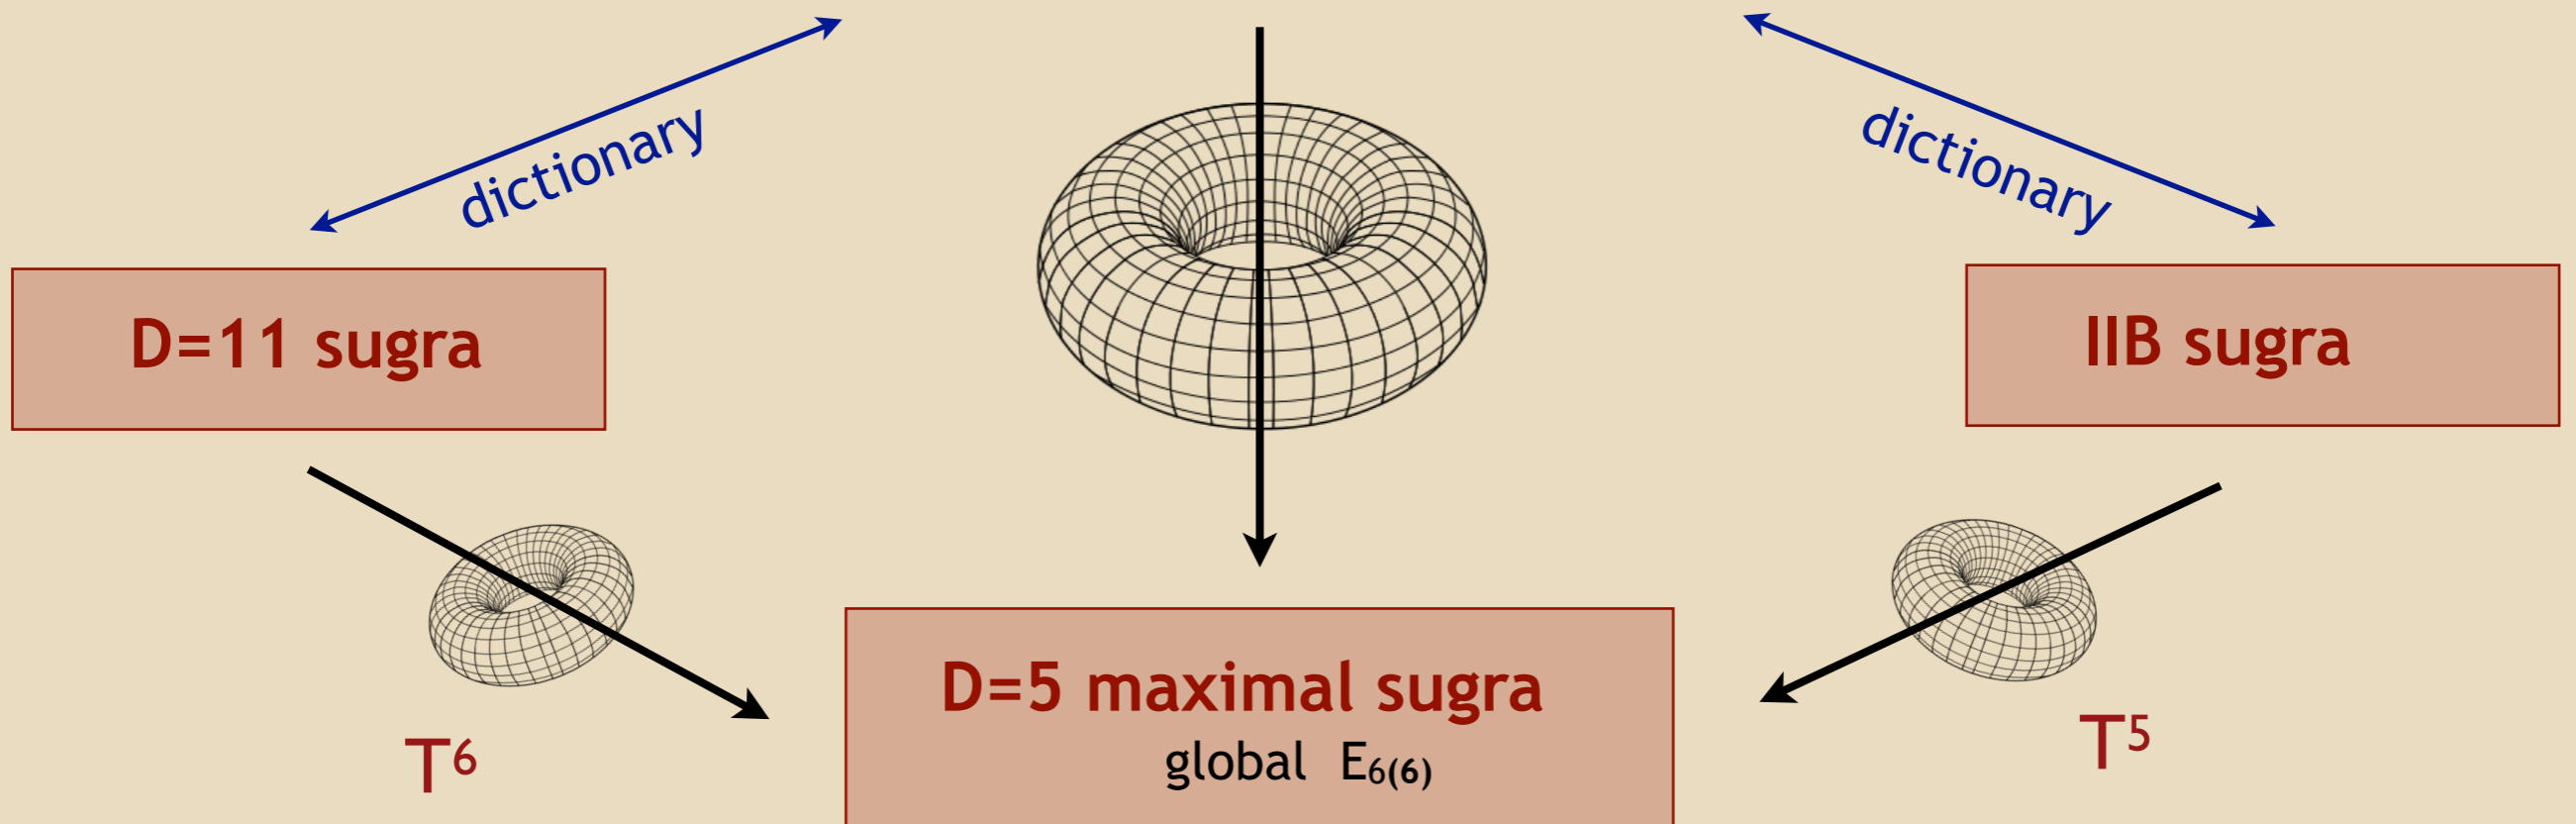 dictionary
dictionary
D=11 sugra
IIB sugra
D=5 maximal sugra
global E₆₍₆₎
T⁶
T⁵